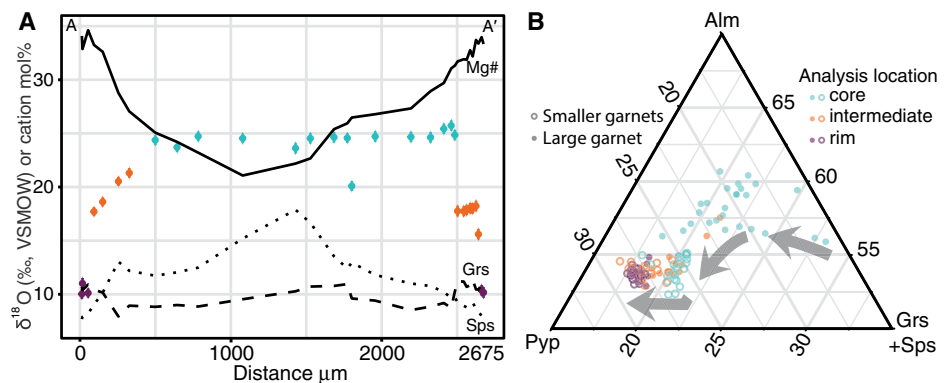 A
A
A′
Mg#
30
20
10
Grs
Sps
δ¹⁸O (‰, VSMOW) or cation mol%
0
1000
2000
2675
Distance μm
B
Alm
Analysis location
core
intermediate
rim
Smaller garnets
Large garnet
20
25
30
65
60
55
Pyp
Grs
+Sps
20
25
30